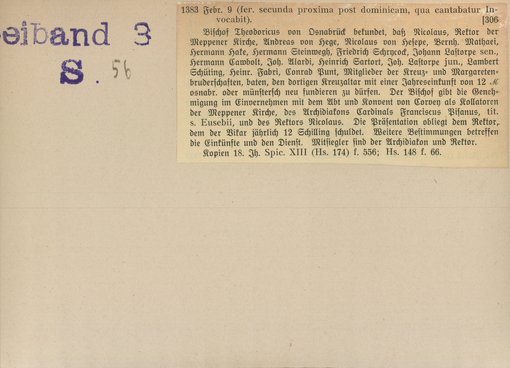 eiband 3
S. 56
1383 Febr. 9 (fer. secunda proxima post dominicam, qua cantabatur In-
vocabit). [306
Bischof Theodoricus von Osnabrück bekundet, daß Nicolaus, Rektor der
Meppener Kirche, Andreas von Hege, Nicolaus von Hesepe, Bernh. Mathaei,
Hermann Hake, Hermann Steinwegh, Friedrich Schryock, Johann Lastorpe sen.,
Hermann Cambolt, Joh. Alardi, Heinrich Sartori, Joh. Lastorpe jun., Lambert
Schüting, Heinr. Fabri, Conrad Punt, Mitglieder der Kreuz- und Margareten-
bruderschaften, baten, den dortigen Kreuzaltar mit einer Jahreseinkunft von 12 ℳ
osnabr. oder münstersch neu fundieren zu dürfen. Der Bischof gibt die Geneh-
migung im Einvernehmen mit dem Abt und Konvent von Corvey als Kollatoren
der Meppener Kirche, des Archidiakons Cardinals Franciscus Pisanus, tit.
s. Eusebii, und des Rektors Nicolaus. Die Präsentation obliegt dem Rektor,
dem der Vikar jährlich 12 Schilling schuldet. Weitere Bestimmungen betreffen
die Einkünfte und den Dienst. Mitsiegler sind der Archidiakon und Rektor.
Kopien 18. Jh. Spic. XIII (Hs. 174) f. 556; Hs. 148 f. 66.